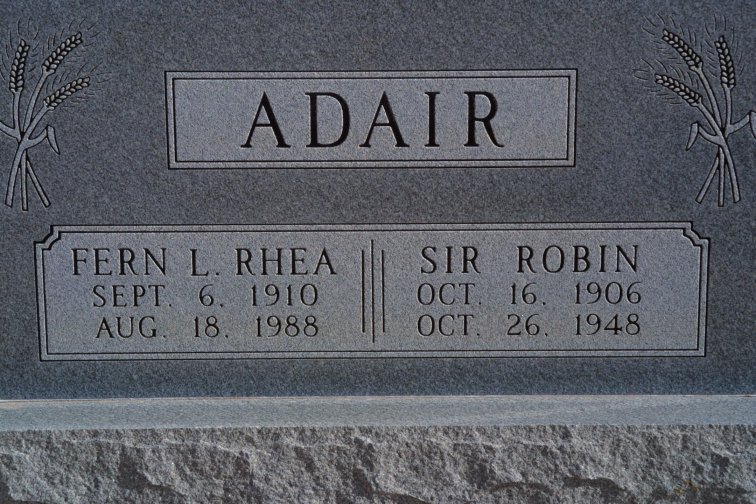 ADAIR
FERN L. RHEA
SEPT. 6. 1910
AUG. 18. 1988
SIR ROBIN
OCT. 16. 1906
OCT. 26. 1948